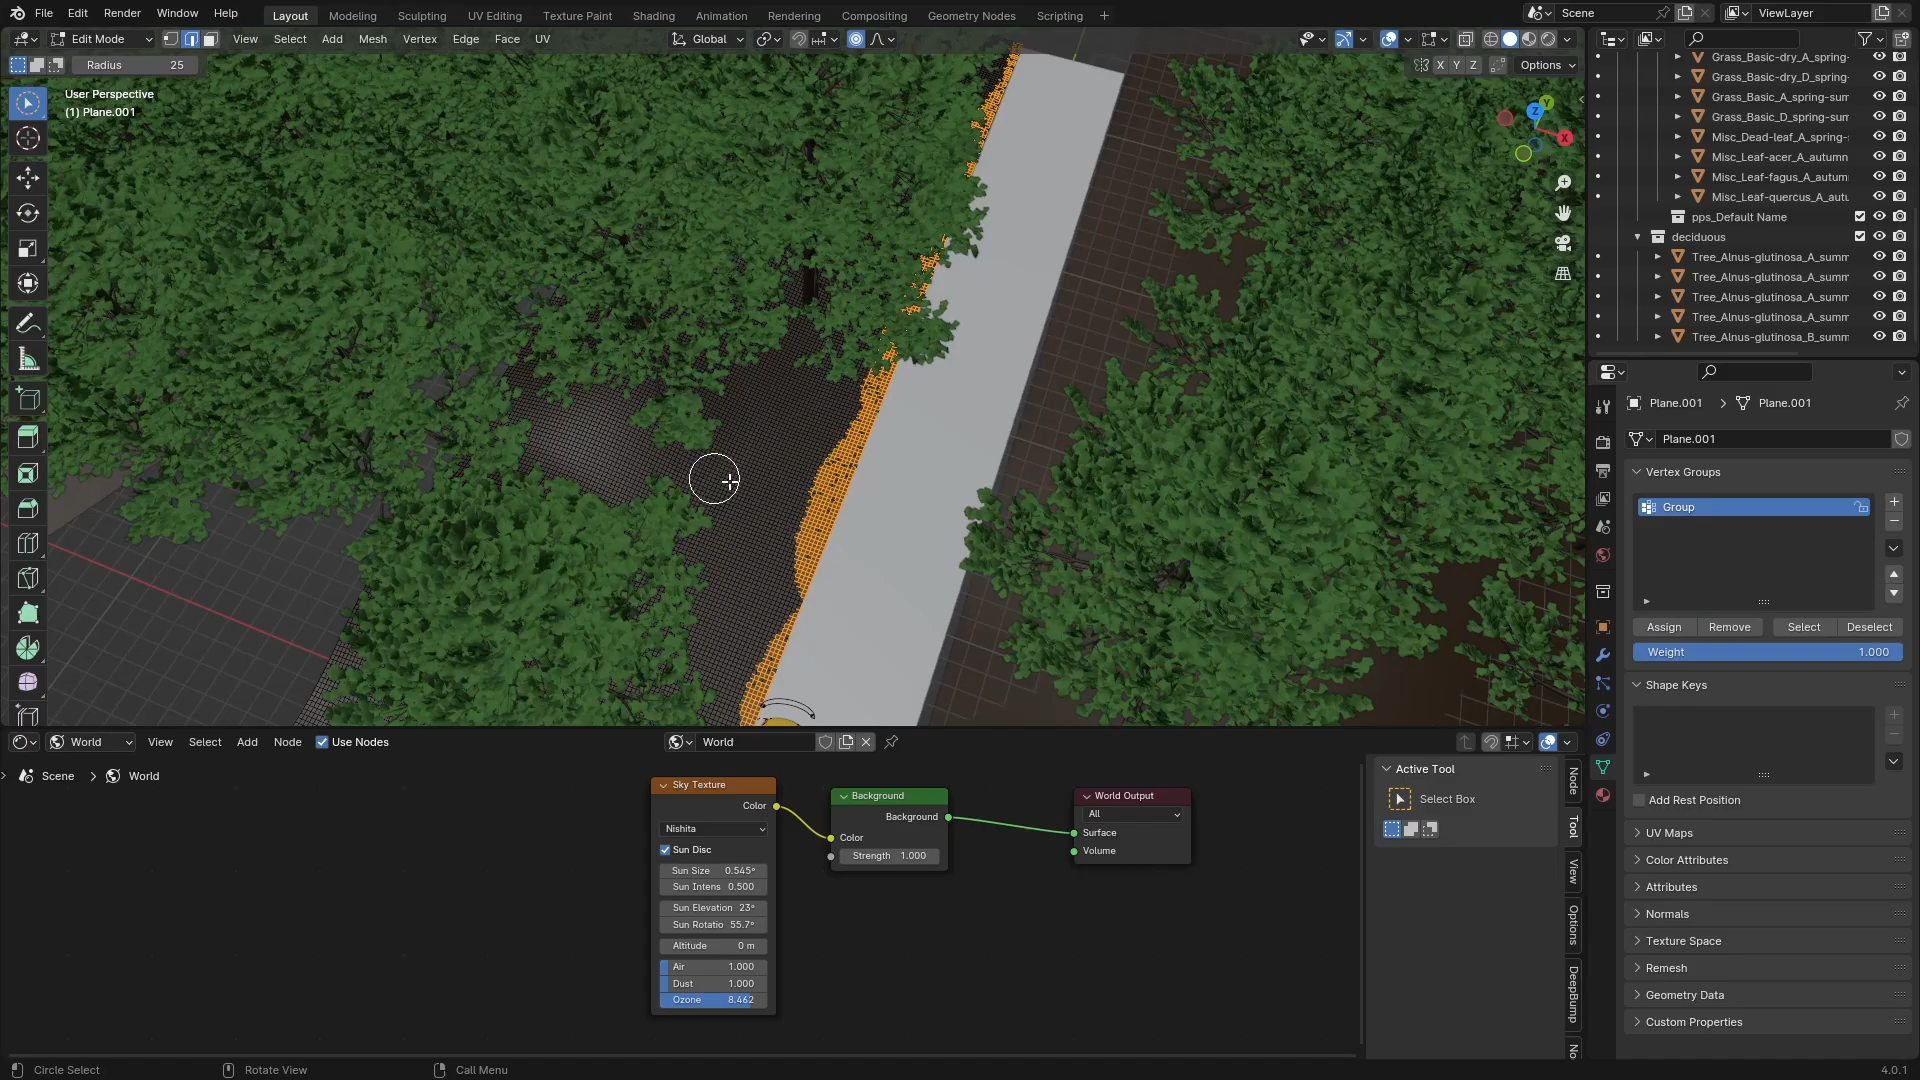 File Edit Render Window Help Layout Modeling Sculpting UV Editing Texture Paint Shading Animation Rendering Compositing Geometry Nodes Scripting Scene ViewLayer
Edit Mode View Select Add Mesh Vertex Edge Face UV Global
Radius 25 X Y Z Options
User Perspective
(1) Plane.001
Z Y X
Grass_Basic-dry_A_spring-
Grass_Basic-dry_D_spring-
Grass_Basic_A_spring-sum
Grass_Basic_D_spring-sum
Misc_Dead-leaf_A_spring-
Misc_Leaf-acer_A_autumn
Misc_Leaf-fagus_A_autum
Misc_Leaf-quercus_A_autu
pps_Default Name
deciduous
Tree_Alnus-glutinosa_A_summ
Tree_Alnus-glutinosa_A_summ
Tree_Alnus-glutinosa_A_summ
Tree_Alnus-glutinosa_A_summ
Tree_Alnus-glutinosa_B_summ
Plane.001 Plane.001
Plane.001
Vertex Groups
Group
Assign Remove Select Deselect
Weight 1.000
Shape Keys
Add Rest Position
UV Maps
Color Attributes
Attributes
Normals
Texture Space
Remesh
Geometry Data
Custom Properties
World View Select Add Node Use Nodes World
Scene World
Sky Texture
Color
Nishita
Sun Disc
Sun Size 0.545°
Sun Intens 0.500
Sun Elevation 23°
Sun Rotatio 55.7°
Altitude 0 m
Air 1.000
Dust 1.000
Ozone 8.462
Background
Background
Color
Strength 1.000
World Output
All
Surface
Volume
Active Tool
Select Box
Node
Tool
View
Options
DeepBump
No
Circle Select Rotate View Call Menu 4.0.1